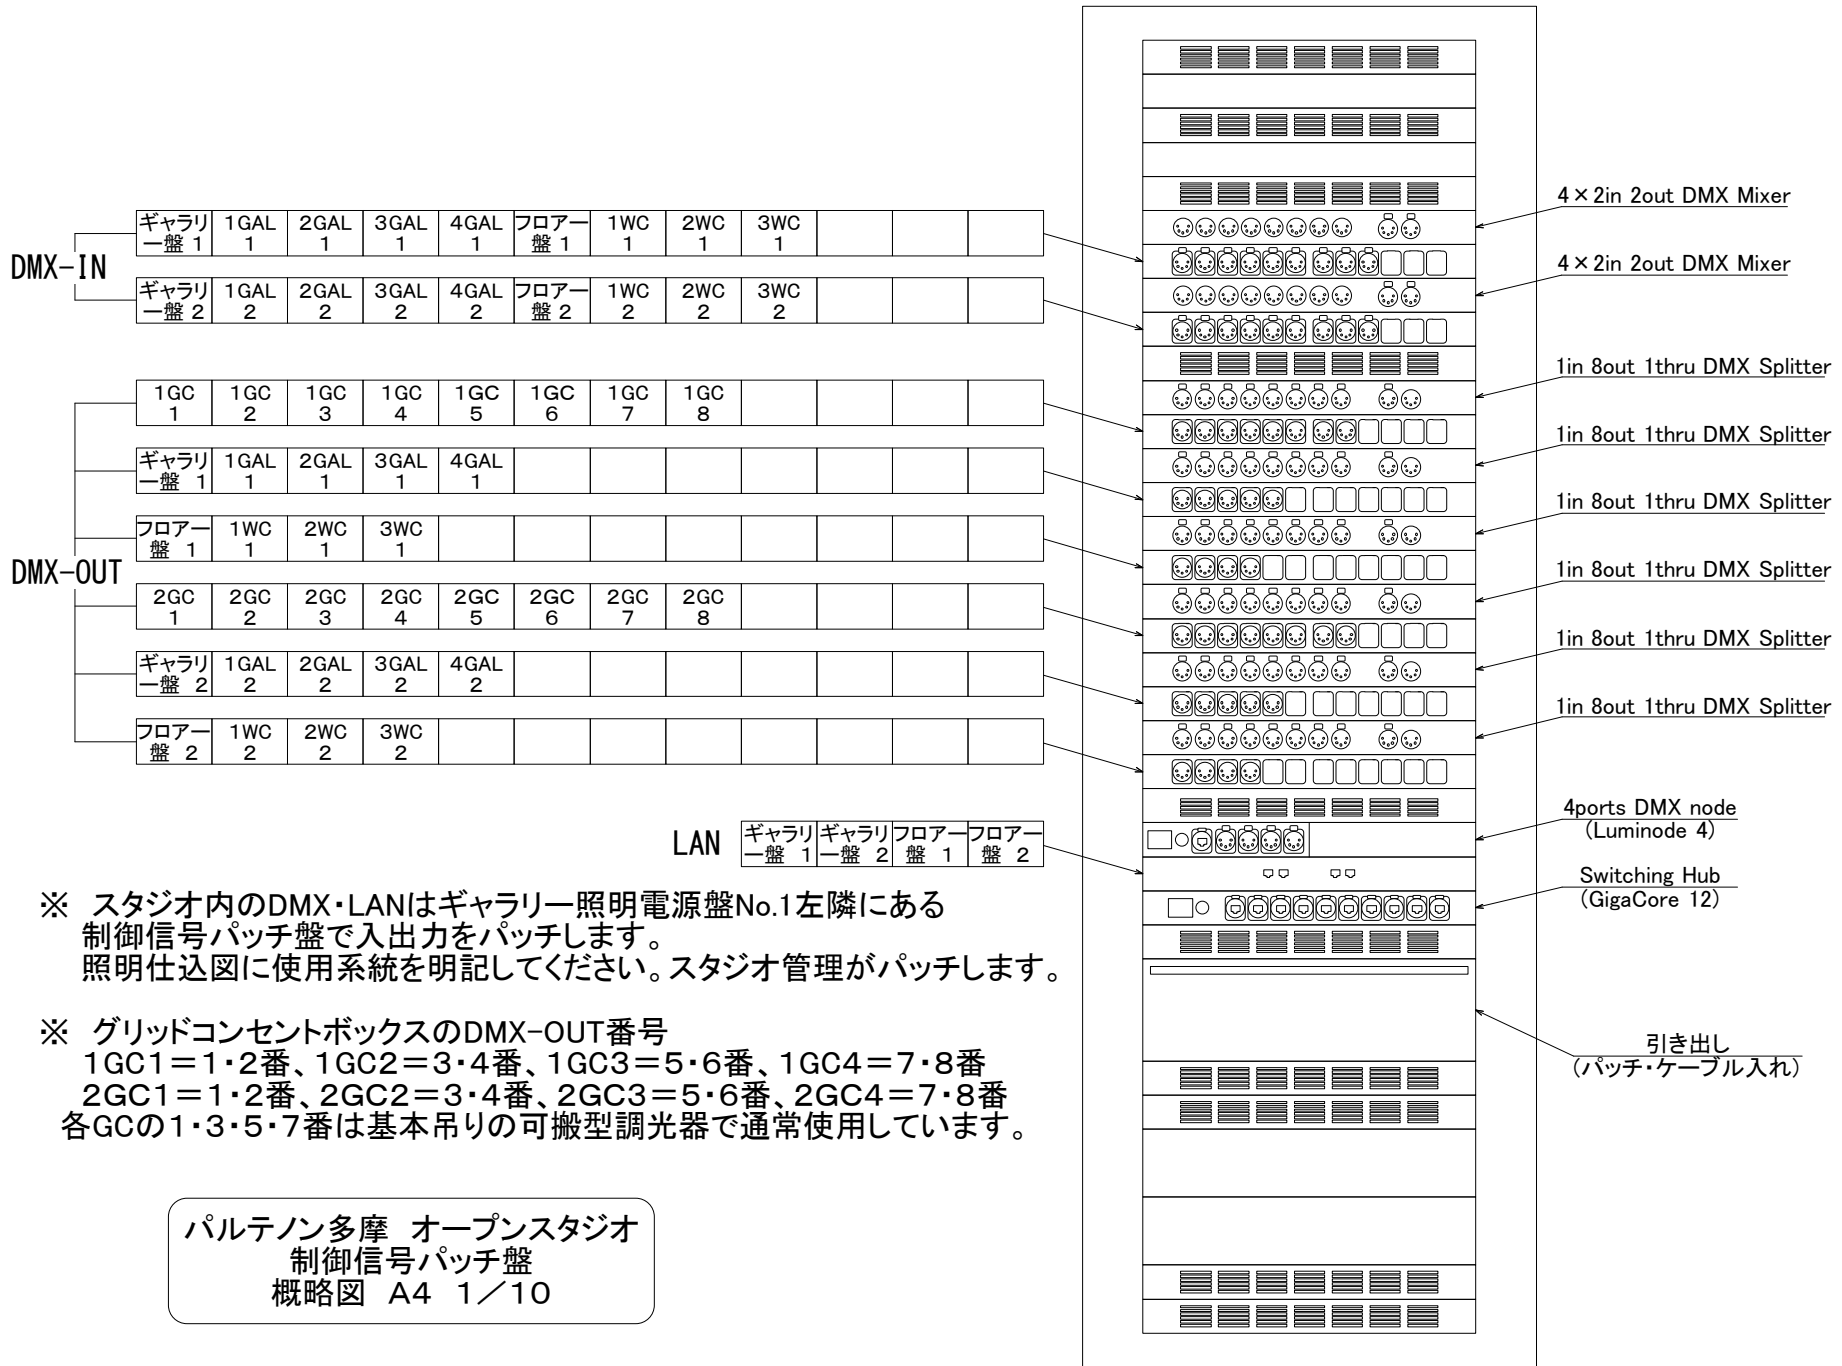 DMX-IN
ギャラリー盤 1 1GAL 1 2GAL 1 3GAL 1 4GAL 1 フロアー盤 1 1WC 1 2WC 1 3WC 1
ギャラリー盤 2 1GAL 2 2GAL 2 3GAL 2 4GAL 2 フロアー盤 2 1WC 2 2WC 2 3WC 2
DMX-OUT
1GC 1 1GC 2 1GC 3 1GC 4 1GC 5 1GC 6 1GC 7 1GC 8
ギャラリー盤 1 1GAL 1 2GAL 1 3GAL 1 4GAL 1
フロアー盤 1 1WC 1 2WC 1 3WC 1
2GC 1 2GC 2 2GC 3 2GC 4 2GC 5 2GC 6 2GC 7 2GC 8
ギャラリー盤 2 1GAL 2 2GAL 2 3GAL 2 4GAL 2
フロアー盤 2 1WC 2 2WC 2 3WC 2
LAN
ギャラリー盤 1 ギャラリー盤 2 フロアー盤 1 フロアー盤 2
4×2in 2out DMX Mixer
4×2in 2out DMX Mixer
1in 8out 1thru DMX Splitter
1in 8out 1thru DMX Splitter
1in 8out 1thru DMX Splitter
1in 8out 1thru DMX Splitter
1in 8out 1thru DMX Splitter
1in 8out 1thru DMX Splitter
4ports DMX node
(Luminode 4)
Switching Hub
(GigaCore 12)
引き出し
(パッチ・ケーブル入れ)
※ スタジオ内のDMX・LANはギャラリー照明電源盤No.1左隣にある
制御信号パッチ盤で入出力をパッチします。
照明仕込図に使用系統を明記してください。スタジオ管理がパッチします。
※ グリッドコンセントボックスのDMX-OUT番号
1GC1=1・2番、1GC2=3・4番、1GC3=5・6番、1GC4=7・8番
2GC1=1・2番、2GC2=3・4番、2GC3=5・6番、2GC4=7・8番
各GCの1・3・5・7番は基本吊りの可搬型調光器で通常使用しています。
パルテノン多摩 オープンスタジオ
制御信号パッチ盤
概略図 A4 1/10